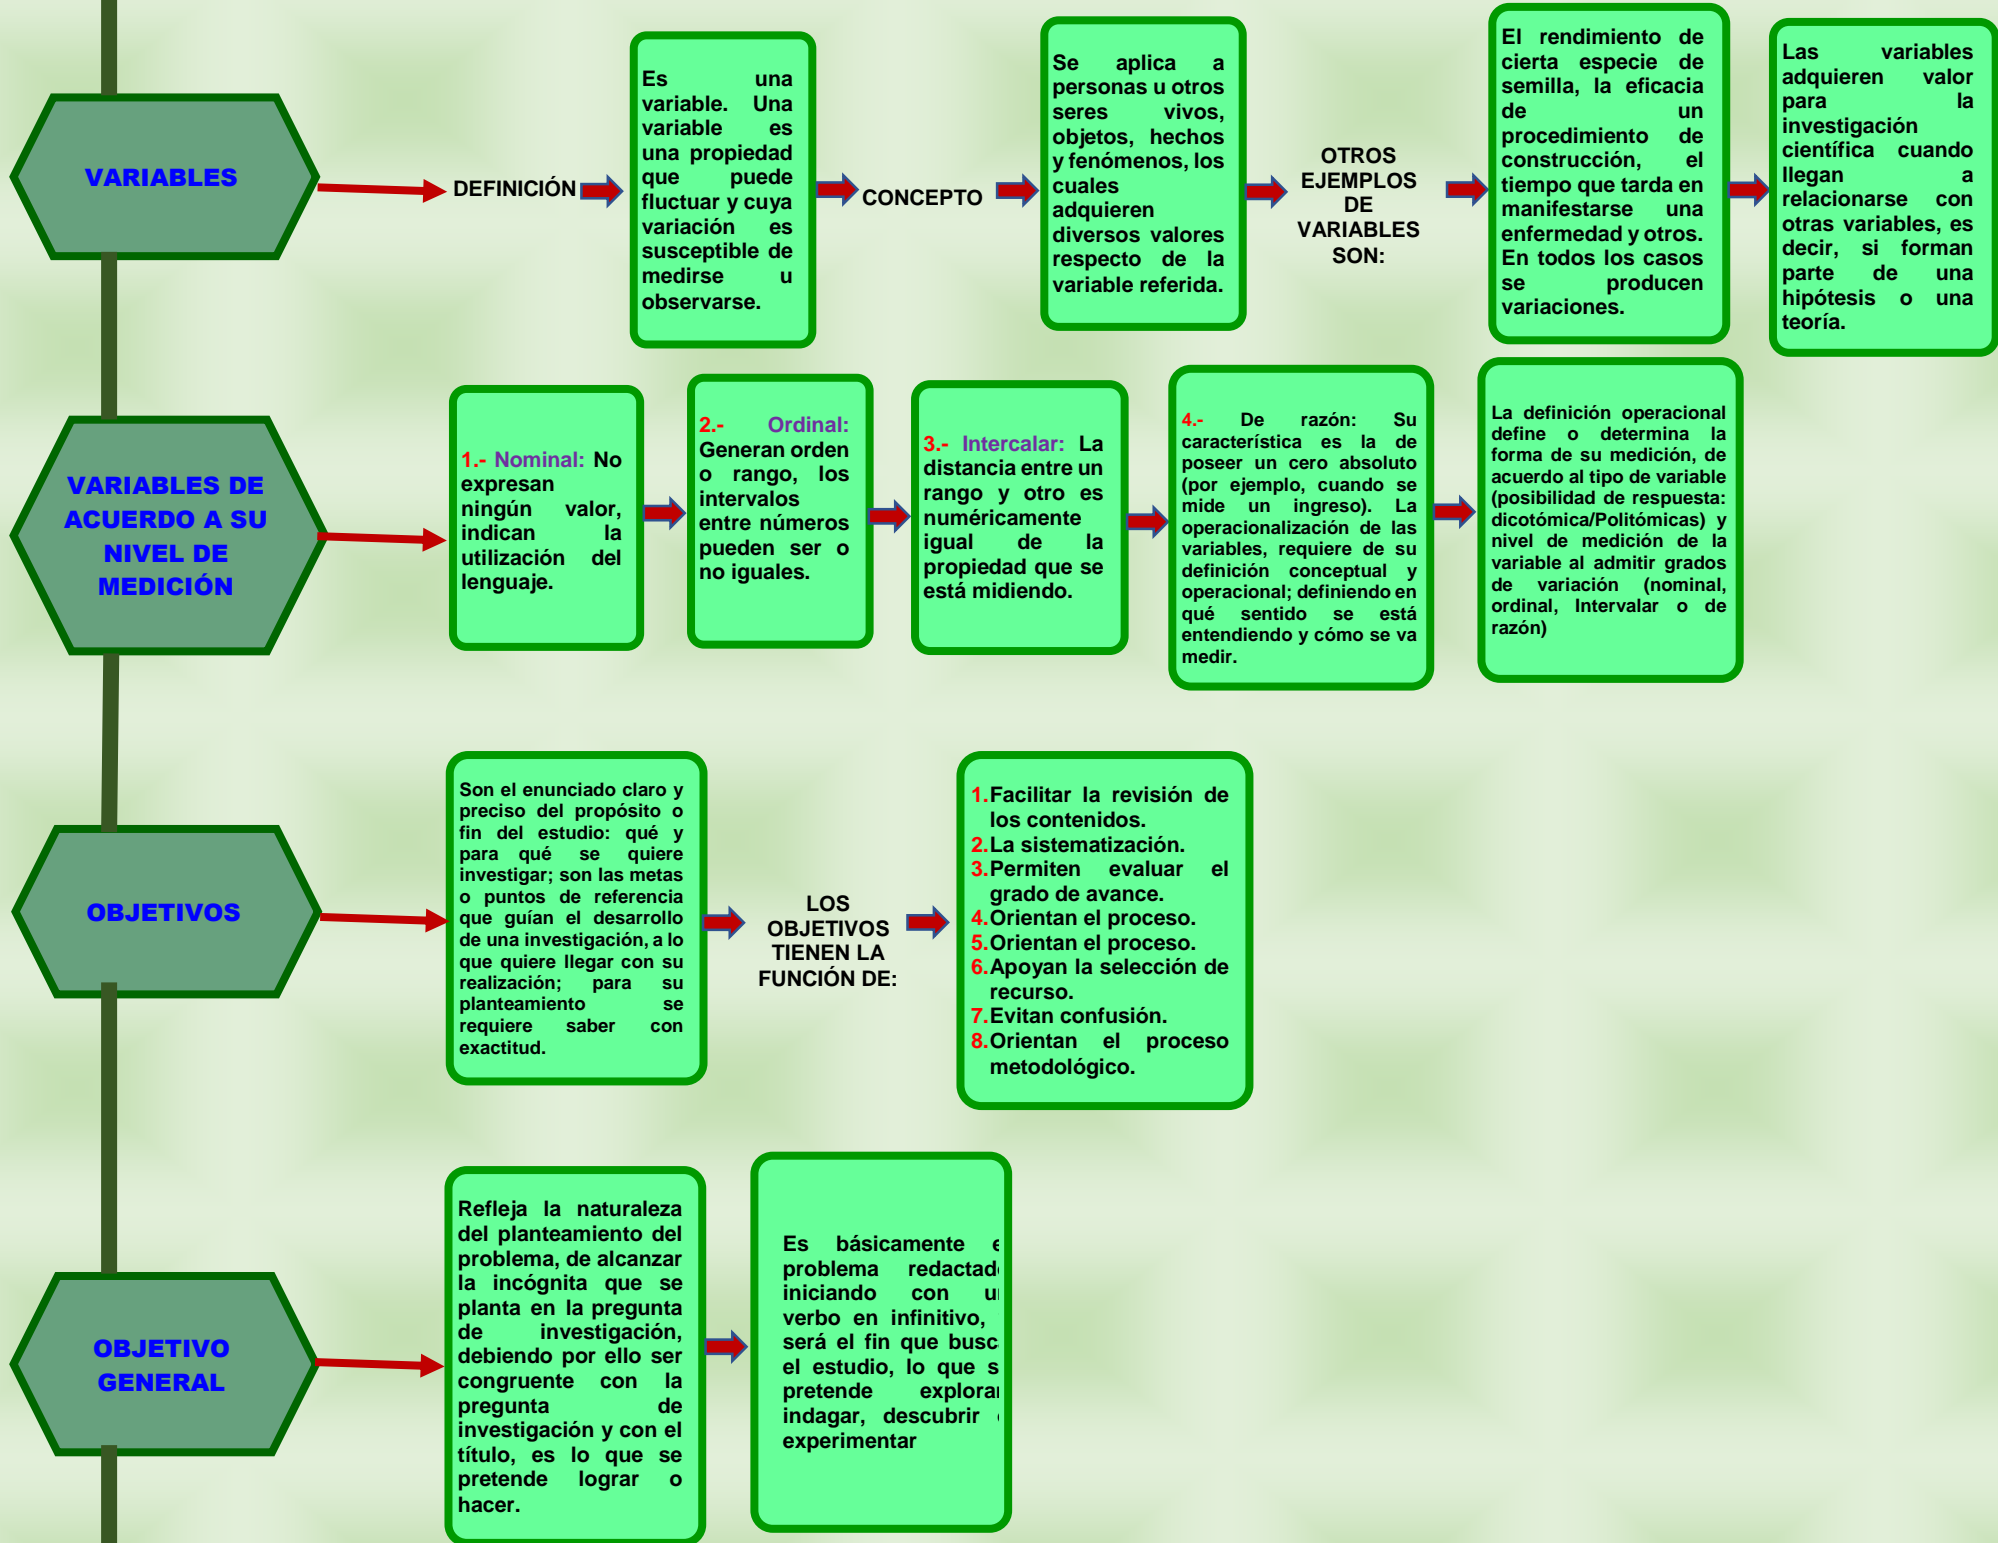 VARIABLES
DEFINICIÓN
Es una
variable. Una
variable es
una propiedad
que puede
fluctuar y cuya
variación es
susceptible de
medirse u
observarse.
CONCEPTO
Se aplica a
personas u otros
seres vivos,
objetos, hechos
y fenómenos, los
cuales
adquieren
diversos valores
respecto de la
variable referida.
OTROS
EJEMPLOS
DE
VARIABLES
SON:
El rendimiento de
cierta especie de
semilla, la eficacia
de un
procedimiento de
construcción, el
tiempo que tarda en
manifestarse una
enfermedad y otros.
En todos los casos
se producen
variaciones.
Las variables
adquieren valor
para la
investigación
científica cuando
llegan a
relacionarse con
otras variables, es
decir, si forman
parte de una
hipótesis o una
teoría.
VARIABLES DE
ACUERDO A SU
NIVEL DE
MEDICIÓN
1.- Nominal: No
expresan
ningún valor,
indican la
utilización del
lenguaje.
2.- Ordinal:
Generan orden
o rango, los
intervalos
entre números
pueden ser o
no iguales.
3.- Intercalar: La
distancia entre un
rango y otro es
numéricamente
igual de la
propiedad que se
está midiendo.
4.- De razón: Su
característica es la de
poseer un cero absoluto
(por ejemplo, cuando se
mide un ingreso). La
operacionalización de las
variables, requiere de su
definición conceptual y
operacional; definiendo en
qué sentido se está
entendiendo y cómo se va
medir.
La definición operacional
define o determina la
forma de su medición, de
acuerdo al tipo de variable
(posibilidad de respuesta:
dicotómica/Politómicas) y
nivel de medición de la
variable al admitir grados
de variación (nominal,
ordinal, Intervalar o de
razón)
OBJETIVOS
Son el enunciado claro y
preciso del propósito o
fin del estudio: qué y
para qué se quiere
investigar; son las metas
o puntos de referencia
que guían el desarrollo
de una investigación, a lo
que quiere llegar con su
realización; para su
planteamiento se
requiere saber con
exactitud.
LOS
OBJETIVOS
TIENEN LA
FUNCIÓN DE:
1.Facilitar la revisión de
los contenidos.
2.La sistematización.
3.Permiten evaluar el
grado de avance.
4.Orientan el proceso.
5.Orientan el proceso.
6.Apoyan la selección de
recurso.
7.Evitan confusión.
8.Orientan el proceso
metodológico.
OBJETIVO
GENERAL
Refleja la naturaleza
del planteamiento del
problema, de alcanzar
la incógnita que se
planta en la pregunta
de investigación,
debiendo por ello ser
congruente con la
pregunta de
investigación y con el
título, es lo que se
pretende lograr o
hacer.
Es básicamente
problema
iniciando con
verbo en infinitivo,
será el fin que
el estudio, lo que
pretende
indagar, descubrir
experimentar